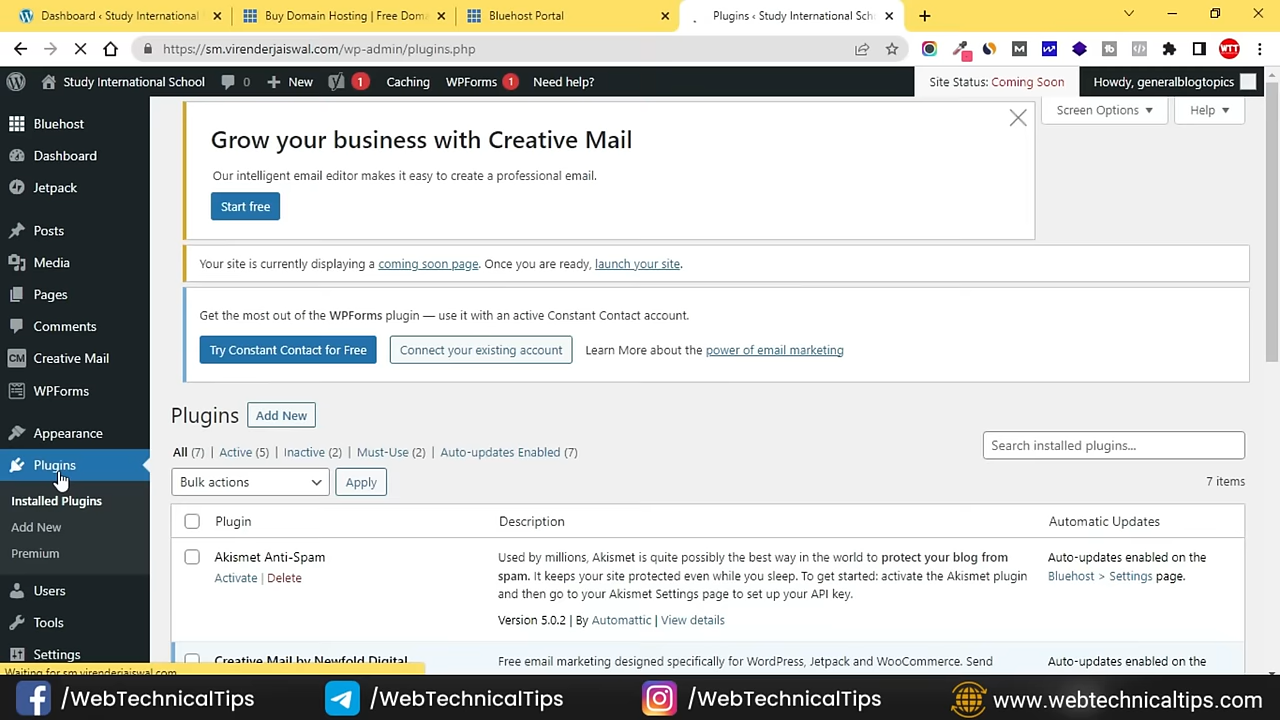 Dashboard ‹ Study International
Buy Domain Hosting | Free Dom
Bluehost Portal
Plugins ‹ Study International Sch
https://sm.virenderjaiswal.com/wp-admin/plugins.php
Study International School
0
New
1
Caching
WPForms 1
Need help?
Site Status: Coming Soon
Howdy, generalblogtopics
Bluehost
Dashboard
Jetpack
Posts
Media
Pages
Comments
Creative Mail
WPForms
Appearance
Plugins
Installed Plugins
Add New
Premium
Users
Tools
Settings
Waiting for sm.virenderjaiswal.com
Screen Options
Help
Grow your business with Creative Mail
Our intelligent email editor makes it easy to create a professional email.
Start free
Your site is currently displaying a coming soon page. Once you are ready, launch your site.
Get the most out of the WPForms plugin — use it with an active Constant Contact account.
Try Constant Contact for Free
Connect your existing account
Learn More about the power of email marketing
Plugins
Add New
All (7) | Active (5) | Inactive (2) | Must-Use (2) | Auto-updates Enabled (7)
Search installed plugins...
Bulk actions
Apply
7 items
Plugin
Description
Automatic Updates
Akismet Anti-Spam
Activate | Delete
Used by millions, Akismet is quite possibly the best way in the world to protect your blog from
spam. It keeps your site protected even while you sleep. To get started: activate the Akismet plugin
and then go to your Akismet Settings page to set up your API key.
Version 5.0.2 | By Automattic | View details
Auto-updates enabled on the
Bluehost > Settings page.
Creative Mail by Newfold Digital
Free email marketing designed specifically for WordPress, Jetpack and WooCommerce. Send
Auto-updates enabled on the
/WebTechnicalTips
/WebTechnicalTips
/WebTechnicalTips
www.webtechnicaltips.com